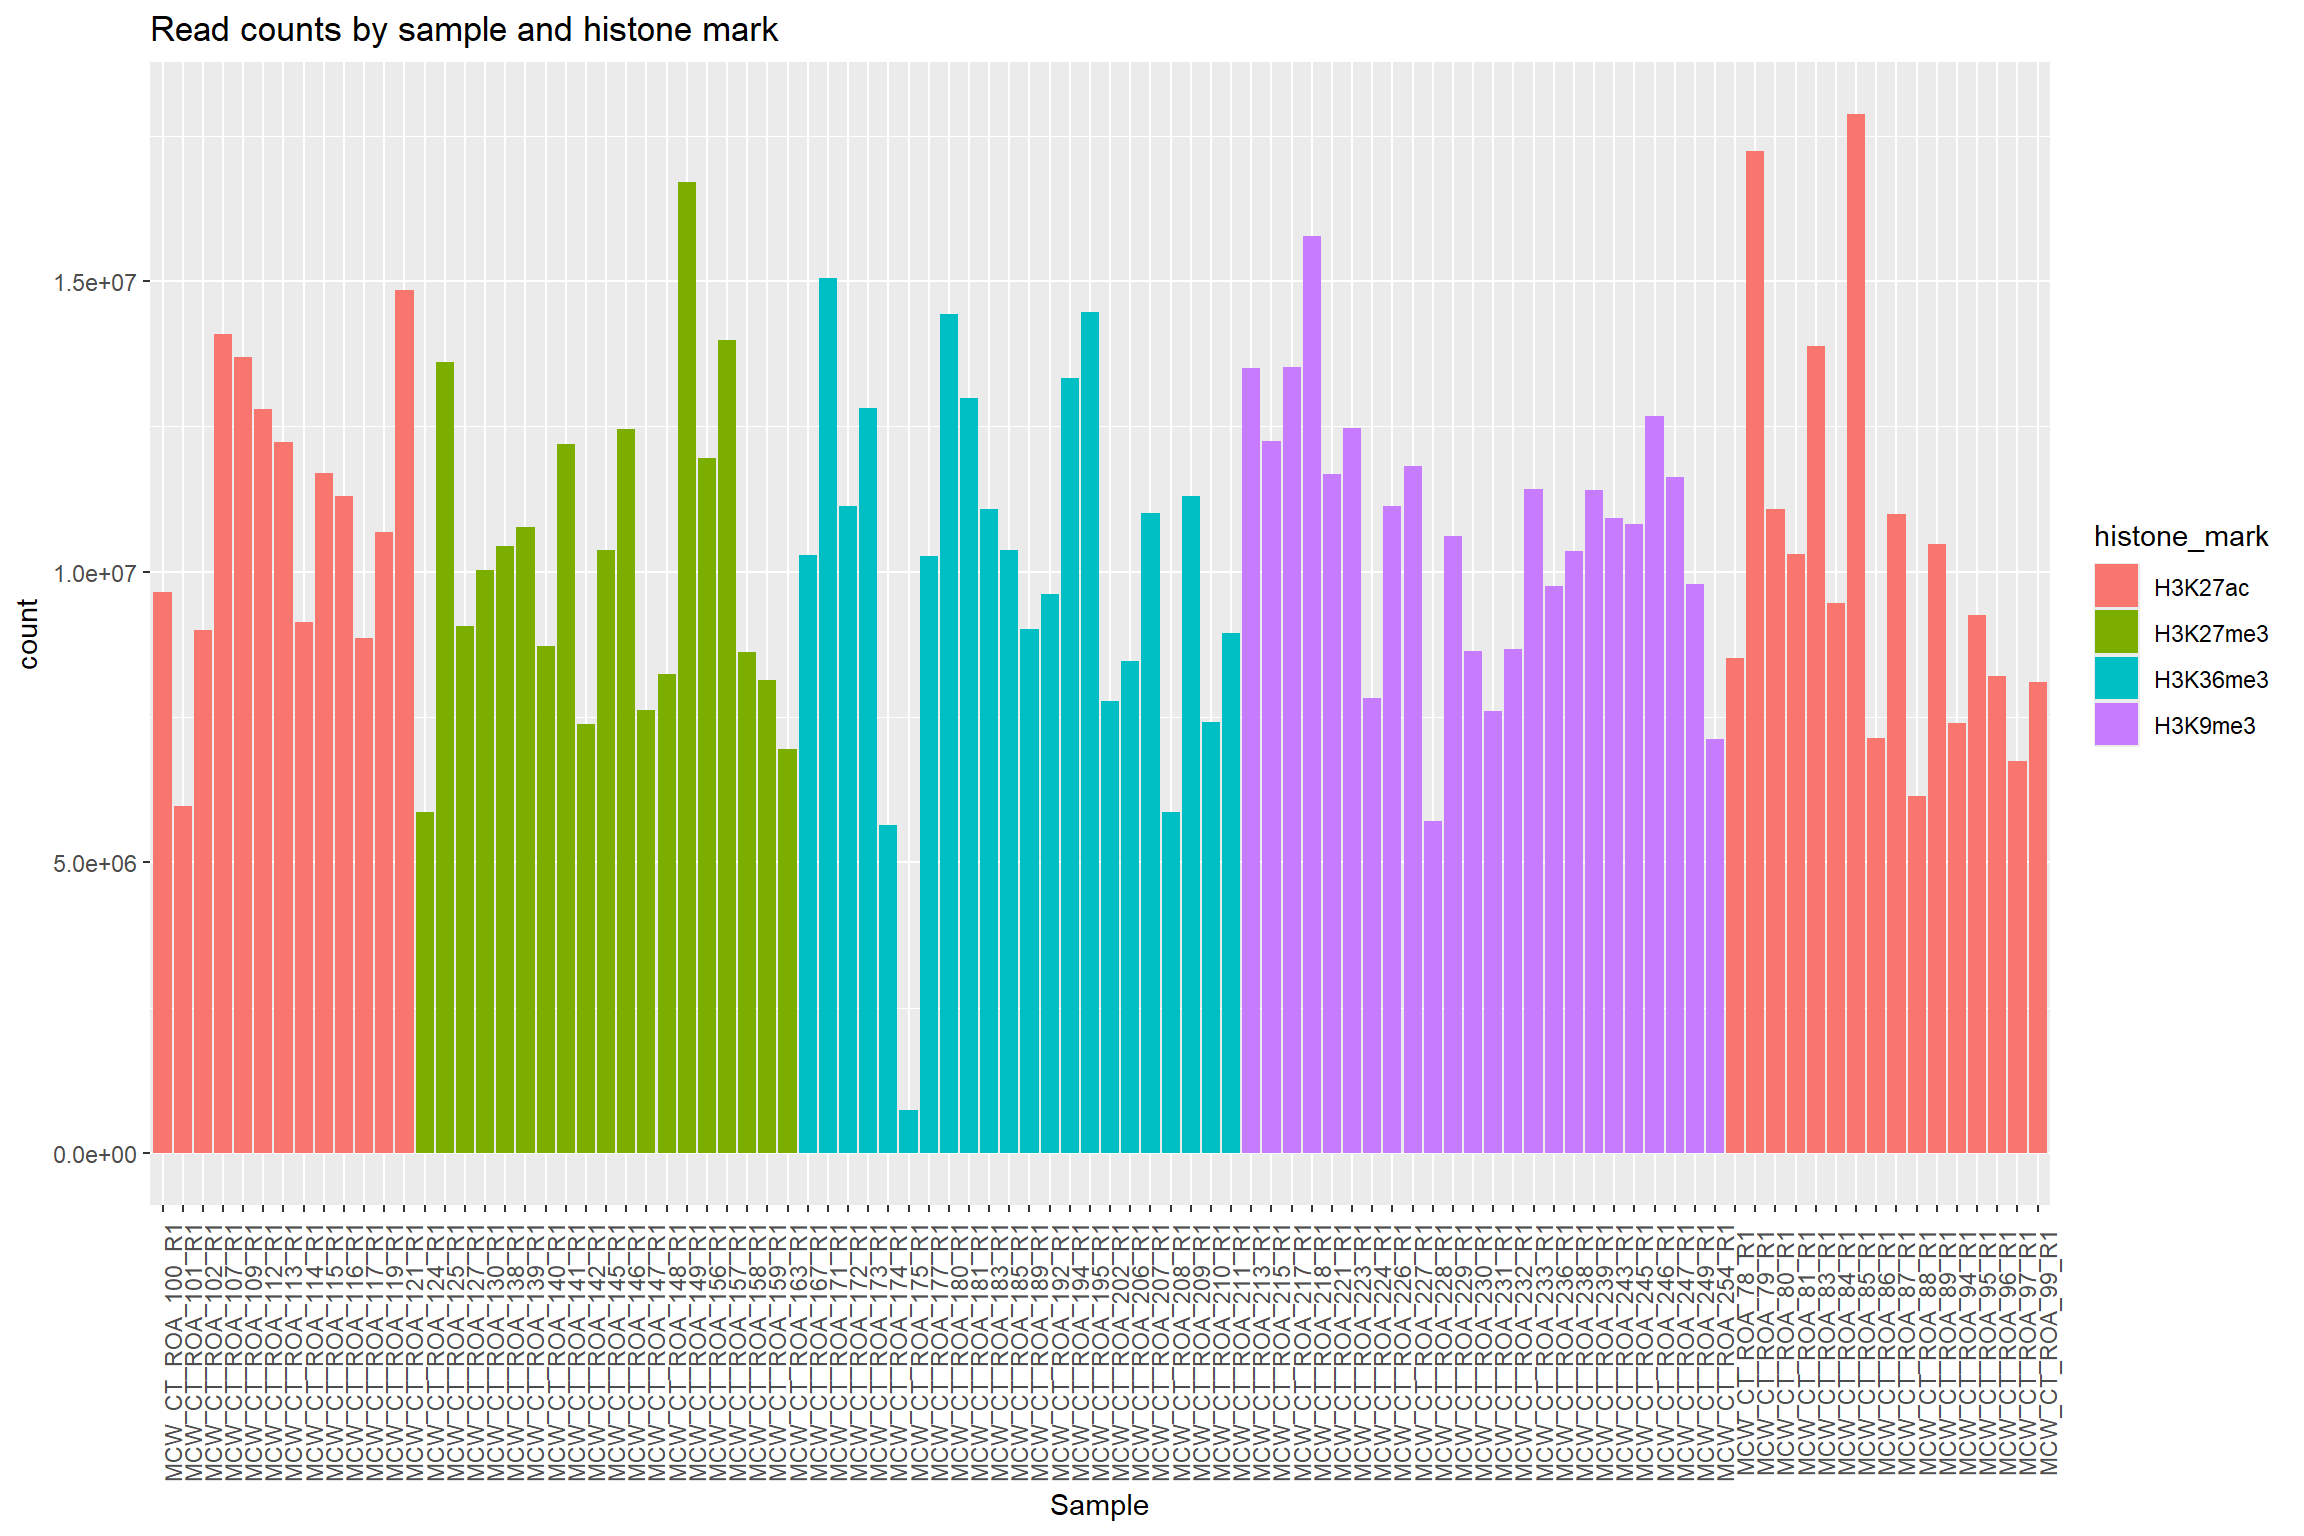 Read counts by sample and histone mark
count
1.5e+07
1.0e+07
5.0e+06
0.0e+00
MCW_CT_ROA_100_R1
MCW_CT_ROA_101_R1
MCW_CT_ROA_102_R1
MCW_CT_ROA_107_R1
MCW_CT_ROA_109_R1
MCW_CT_ROA_112_R1
MCW_CT_ROA_113_R1
MCW_CT_ROA_114_R1
MCW_CT_ROA_115_R1
MCW_CT_ROA_116_R1
MCW_CT_ROA_117_R1
MCW_CT_ROA_119_R1
MCW_CT_ROA_121_R1
MCW_CT_ROA_124_R1
MCW_CT_ROA_125_R1
MCW_CT_ROA_127_R1
MCW_CT_ROA_130_R1
MCW_CT_ROA_138_R1
MCW_CT_ROA_139_R1
MCW_CT_ROA_140_R1
MCW_CT_ROA_141_R1
MCW_CT_ROA_142_R1
MCW_CT_ROA_145_R1
MCW_CT_ROA_146_R1
MCW_CT_ROA_147_R1
MCW_CT_ROA_148_R1
MCW_CT_ROA_149_R1
MCW_CT_ROA_156_R1
MCW_CT_ROA_157_R1
MCW_CT_ROA_158_R1
MCW_CT_ROA_159_R1
MCW_CT_ROA_163_R1
MCW_CT_ROA_167_R1
MCW_CT_ROA_171_R1
MCW_CT_ROA_172_R1
MCW_CT_ROA_173_R1
MCW_CT_ROA_174_R1
MCW_CT_ROA_175_R1
MCW_CT_ROA_177_R1
MCW_CT_ROA_180_R1
MCW_CT_ROA_181_R1
MCW_CT_ROA_183_R1
MCW_CT_ROA_185_R1
MCW_CT_ROA_189_R1
MCW_CT_ROA_192_R1
MCW_CT_ROA_194_R1
MCW_CT_ROA_195_R1
MCW_CT_ROA_202_R1
MCW_CT_ROA_206_R1
MCW_CT_ROA_207_R1
MCW_CT_ROA_208_R1
MCW_CT_ROA_209_R1
MCW_CT_ROA_210_R1
MCW_CT_ROA_211_R1
MCW_CT_ROA_213_R1
MCW_CT_ROA_215_R1
MCW_CT_ROA_217_R1
MCW_CT_ROA_218_R1
MCW_CT_ROA_221_R1
MCW_CT_ROA_223_R1
MCW_CT_ROA_224_R1
MCW_CT_ROA_226_R1
MCW_CT_ROA_227_R1
MCW_CT_ROA_228_R1
MCW_CT_ROA_229_R1
MCW_CT_ROA_230_R1
MCW_CT_ROA_231_R1
MCW_CT_ROA_232_R1
MCW_CT_ROA_233_R1
MCW_CT_ROA_236_R1
MCW_CT_ROA_238_R1
MCW_CT_ROA_239_R1
MCW_CT_ROA_243_R1
MCW_CT_ROA_245_R1
MCW_CT_ROA_246_R1
MCW_CT_ROA_247_R1
MCW_CT_ROA_249_R1
MCW_CT_ROA_254_R1
MCW_CT_ROA_78_R1
MCW_CT_ROA_79_R1
MCW_CT_ROA_80_R1
MCW_CT_ROA_81_R1
MCW_CT_ROA_83_R1
MCW_CT_ROA_84_R1
MCW_CT_ROA_85_R1
MCW_CT_ROA_86_R1
MCW_CT_ROA_87_R1
MCW_CT_ROA_88_R1
MCW_CT_ROA_89_R1
MCW_CT_ROA_94_R1
MCW_CT_ROA_95_R1
MCW_CT_ROA_96_R1
MCW_CT_ROA_97_R1
MCW_CT_ROA_99_R1
Sample
histone_mark
H3K27ac
H3K27me3
H3K36me3
H3K9me3